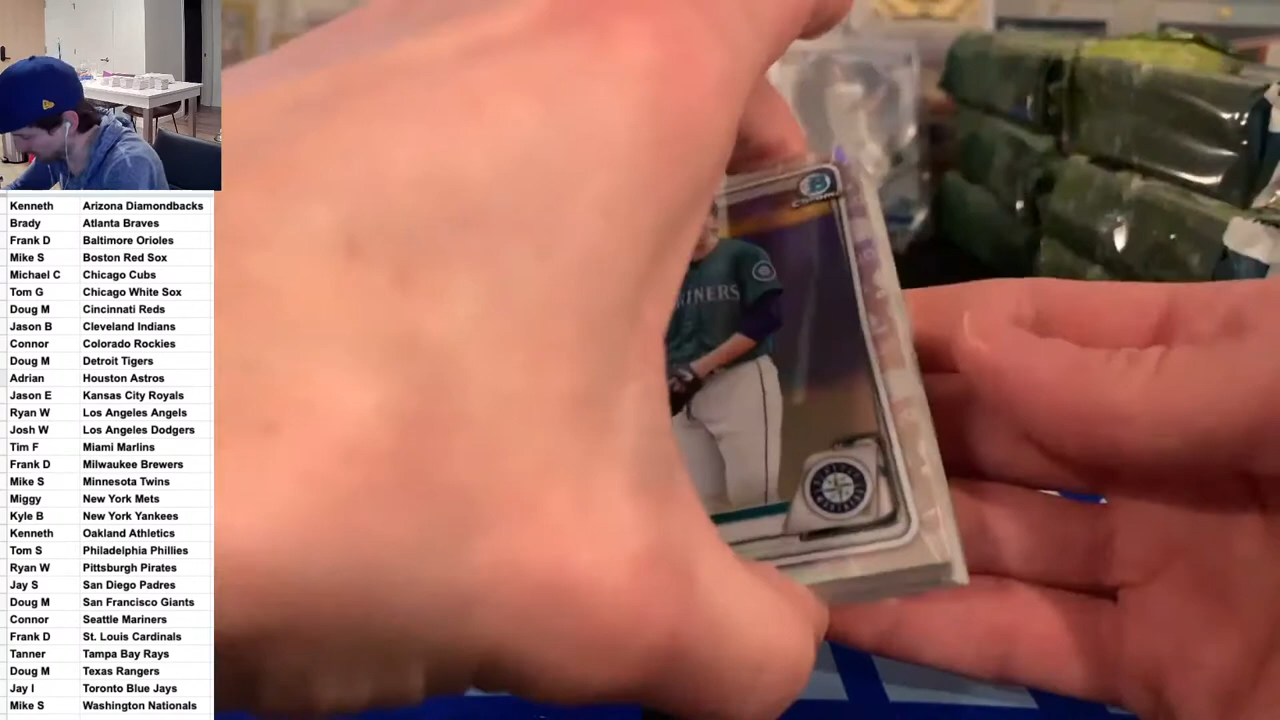 Kenneth Arizona Diamondbacks
Brady Atlanta Braves
Frank D Baltimore Orioles
Mike S Boston Red Sox
Michael C Chicago Cubs
Tom G Chicago White Sox
Doug M Cincinnati Reds
Jason B Cleveland Indians
Connor Colorado Rockies
Doug M Detroit Tigers
Adrian Houston Astros
Jason E Kansas City Royals
Ryan W Los Angeles Angels
Josh W Los Angeles Dodgers
Tim F Miami Marlins
Frank D Milwaukee Brewers
Mike S Minnesota Twins
Miggy New York Mets
Kyle B New York Yankees
Kenneth Oakland Athletics
Tom S Philadelphia Phillies
Ryan W Pittsburgh Pirates
Jay S San Diego Padres
Doug M San Francisco Giants
Connor Seattle Mariners
Frank D St. Louis Cardinals
Tanner Tampa Bay Rays
Doug M Texas Rangers
Jay I Toronto Blue Jays
Mike S Washington Nationals
B
Chrome
RINERS